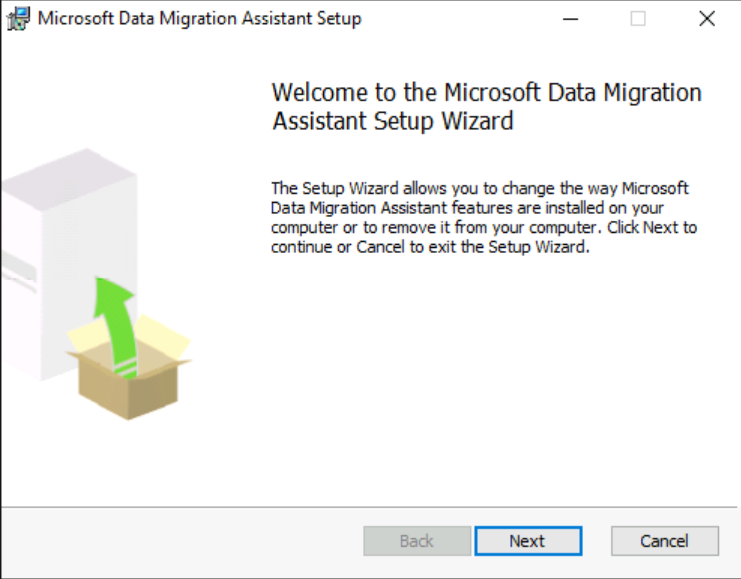 Microsoft Data Migration Assistant Setup
Welcome to the Microsoft Data Migration
Assistant Setup Wizard
The Setup Wizard allows you to change the way Microsoft
Data Migration Assistant features are installed on your
computer or to remove it from your computer. Click Next to
continue or Cancel to exit the Setup Wizard.
Back Next Cancel